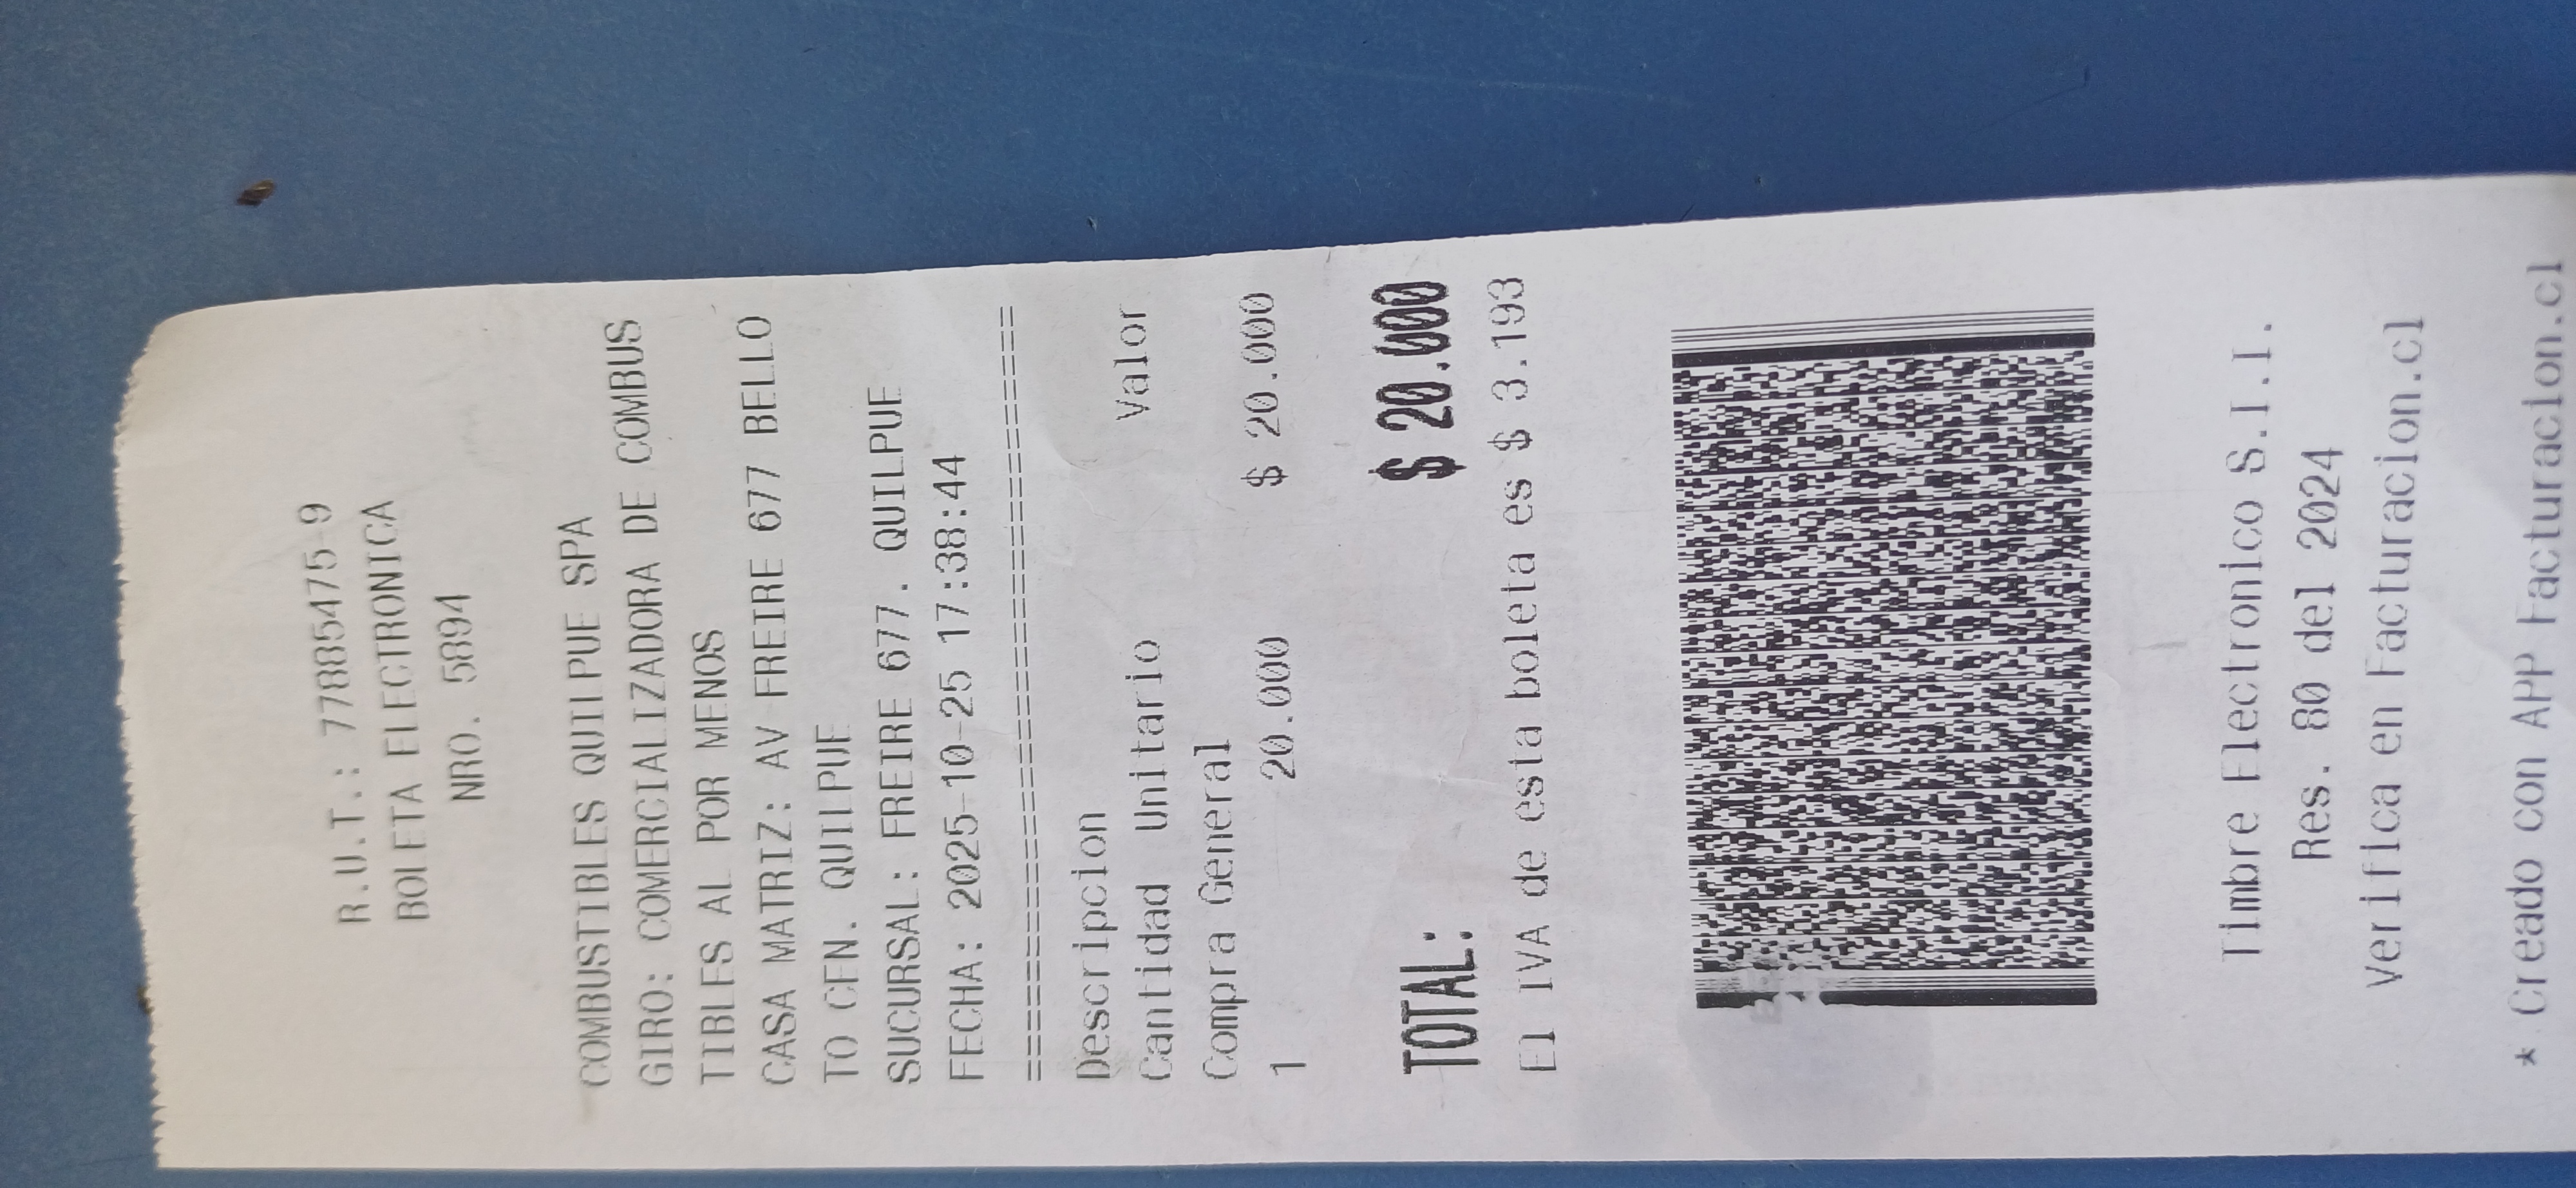 R.U.T.: 77885475-9
BOLETA ELECTRONICA
NRO. 5894
COMBUSTIBLES QUILPUE SPA
GIRO: COMERCIALIZADORA DE COMBUS
TIBLES AL POR MENOS
CASA MATRIZ: AV FREIRE 677 BELLO
TO CEN. QUILPUE
SUCURSAL: FREIRE 677. QUILPUE
FECHA: 2025-10-25 17:38:44
================================
Descripcion
Cantidad Unitario Valor
Compra General
1 20.000 $ 20.000
TOTAL: $ 20.000
El IVA de esta boleta es $ 3.193
Timbre Electronico S.I.I.
Res. 80 del 2024
Verifica en Facturacion.cl
* Creado con APP Facturacion.cl